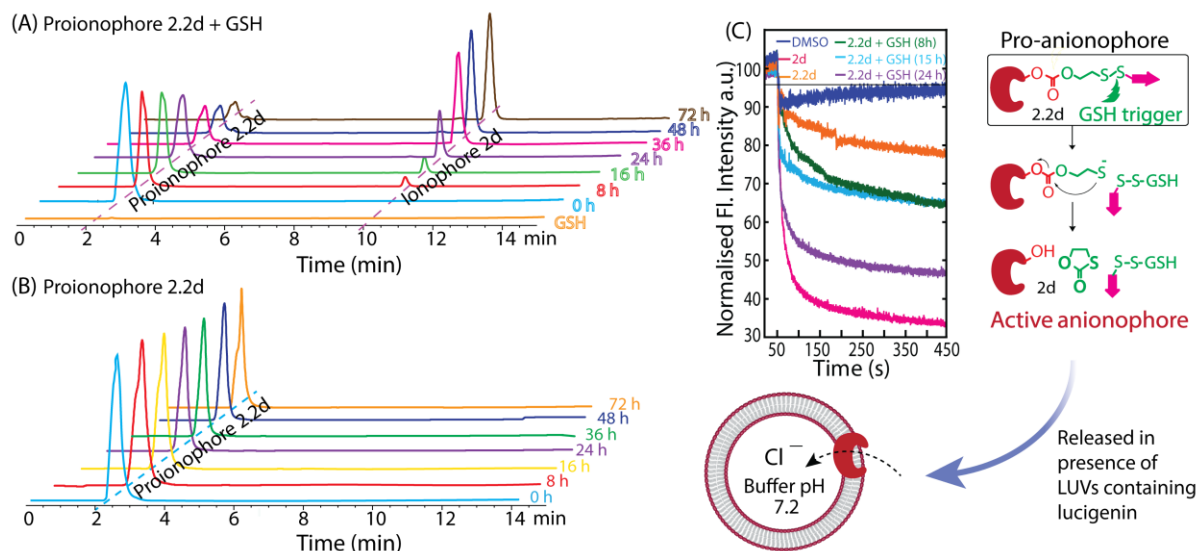 (A) Proionophore 2.2d + GSH
72 h
48 h
36 h
24 h
16 h
8 h
0 h
GSH
Proionophore 2.2d
Ionophore 2d
0 2 4 6 8 10 12 14 min
Time (min)
(B) Proionophore 2.2d
72 h
48 h
36 h
24 h
16 h
8 h
0 h
Proionophore 2.2d
0 2 4 6 8 10 12 14 min
Time (min)
(C)
DMSO
2d
2.2d
2.2d + GSH (8h)
2.2d + GSH (15 h)
2.2d + GSH (24 h)
100
90
80
70
60
50
40
30
Normalised Fl. Intensity a.u.)
50 150 250 350 450
Time (s)
Pro-anionophore
O O S S
O
2.2d GSH trigger
O O S-
O
S-S-GSH
OH
O S
O
2d
S-S-GSH
Active anionophore
Released in
presence of
LUVs containing
lucigenin
Cl –
Buffer pH
7.2